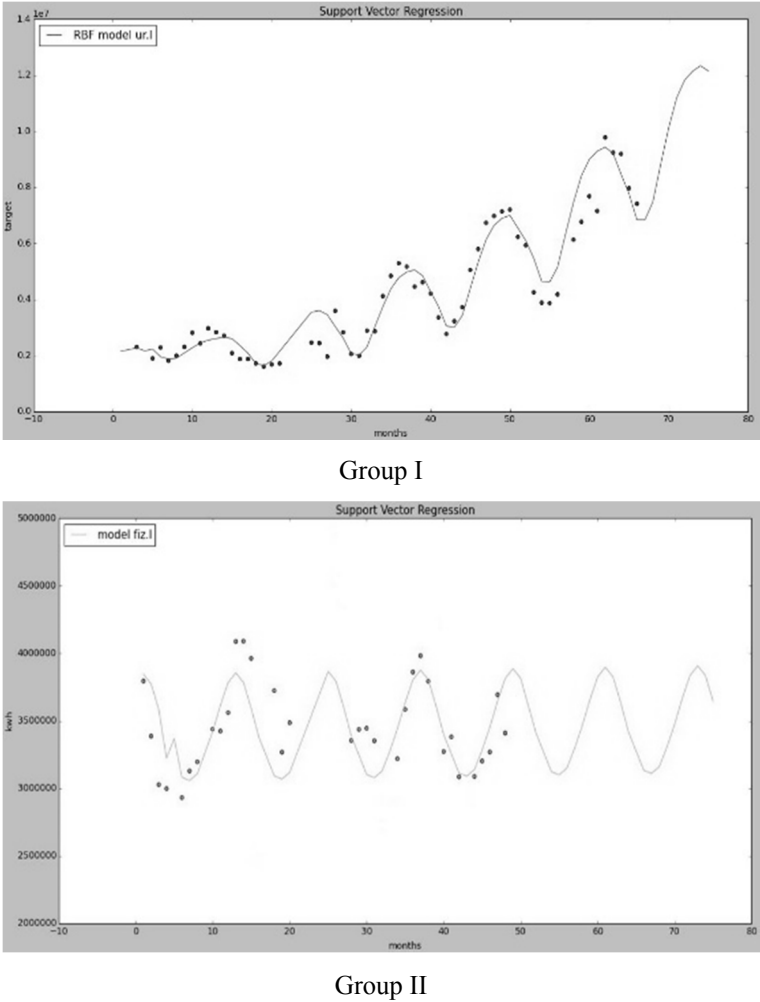 Support Vector Regression
1.4 1e7
RBF model ur.l
1.2
1.0
0.8
target
0.6
0.4
0.2
0.0
−10 0 10 20 30 40 50 60 70 80
months
Group I
Support Vector Regression
5000000
model fiz.l
4500000
4000000
kwh
3500000
3000000
2500000
2000000
−10 0 10 20 30 40 50 60 70 80
months
Group II